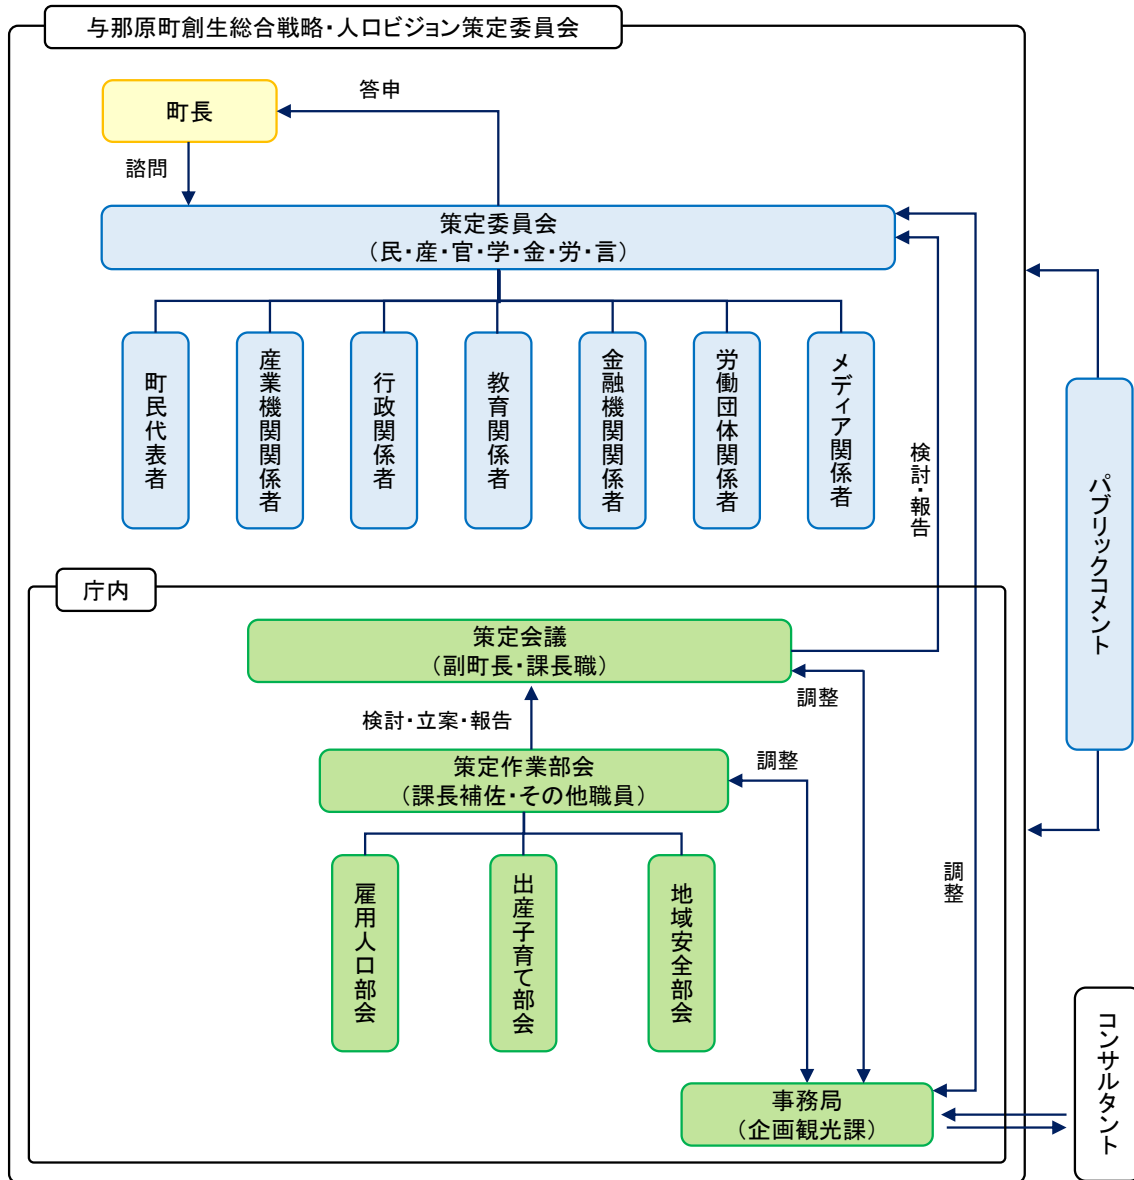 与那原町創生総合戦略・人口ビジョン策定委員会
町長
答申
諮問
策定委員会
（民・産・官・学・金・労・言）
町民代表者
産業機関関係者
行政関係者
教育関係者
金融機関関係者
労働団体関係者
メディア関係者
検討・報告
パブリックコメント
庁内
策定会議
（副町長・課長職）
調整
検討・立案・報告
策定作業部会
（課長補佐・その他職員）
調整
調整
雇用人口部会
出産子育て部会
地域安全部会
事務局
（企画観光課）
コンサルタント